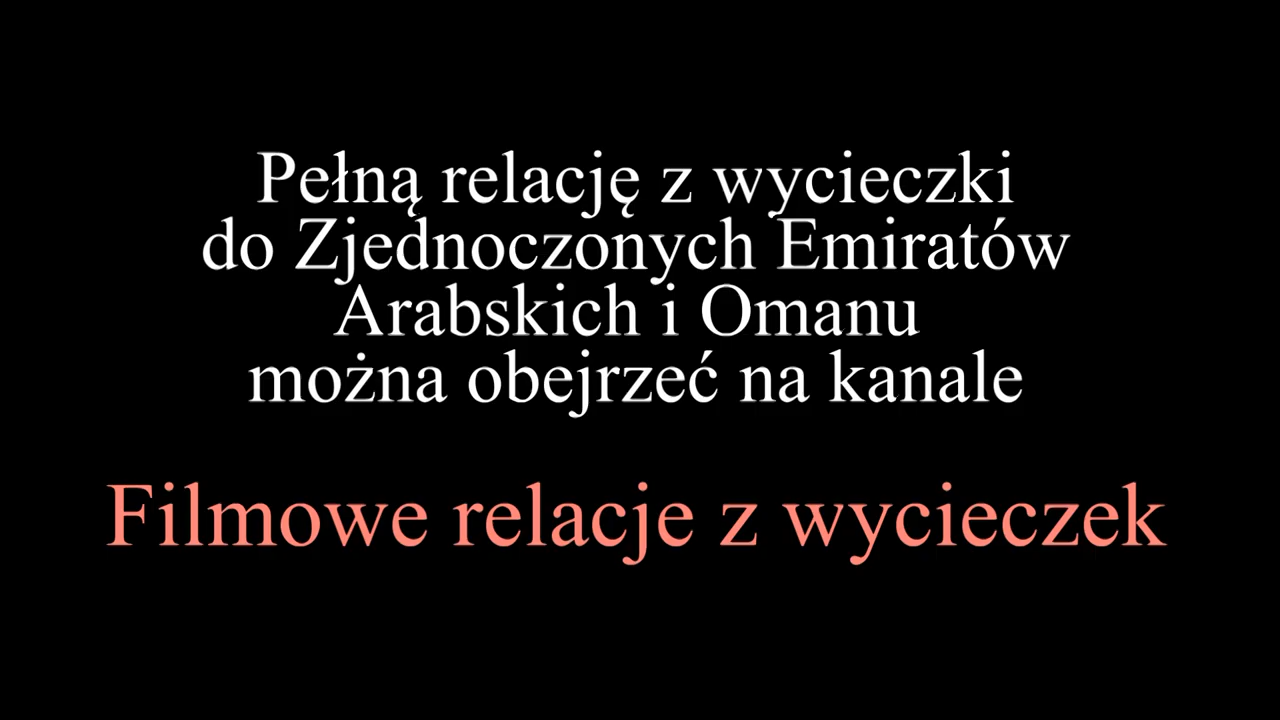 Pełną relację z wycieczki
do Zjednoczonych Emiratów
Arabskich i Omanu
można obejrzeć na kanale
Filmowe relacje z wycieczek